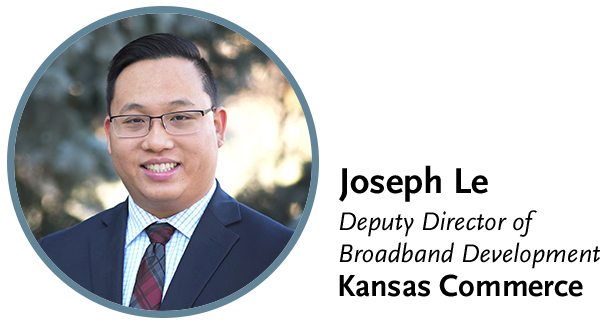 Joseph Le
Deputy Director of
Broadband Development
Kansas Commerce